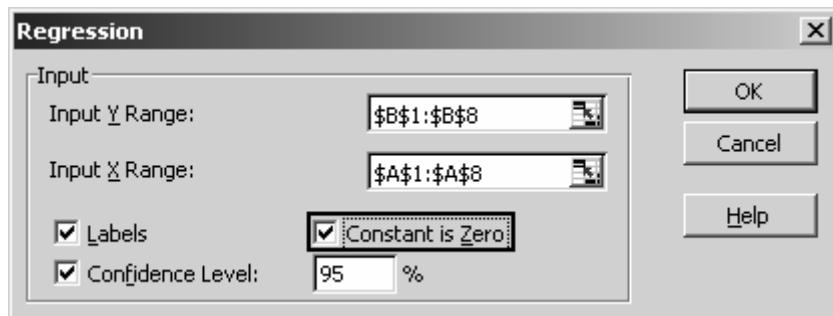 Regression
Input
Input Y Range: $B$1:$B$8
Input X Range: $A$1:$A$8
Labels Constant is Zero
Confidence Level: 95 %
OK
Cancel
Help